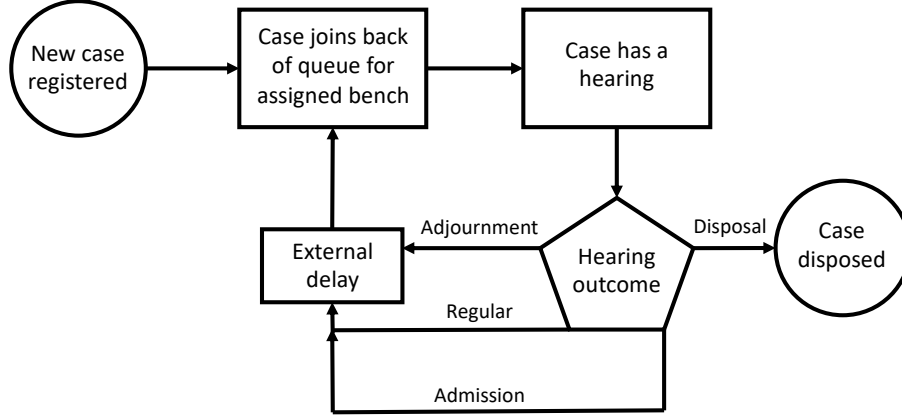 New case
registered
Case joins back
of queue for
assigned bench
Case has a
hearing
Adjournment
Disposal
External
delay
Hearing
outcome
Case
disposed
Regular
Admission